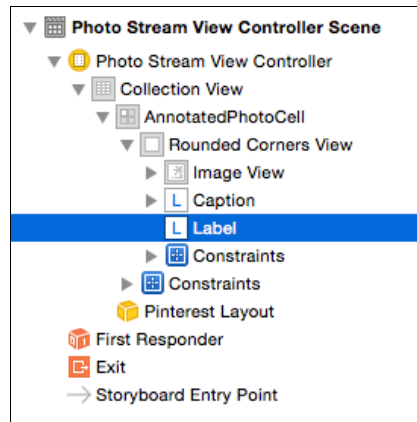 Photo Stream View Controller Scene
Photo Stream View Controller
Collection View
AnnotatedPhotoCell
Rounded Corners View
Image View
L Caption
L Label
Constraints
Constraints
Pinterest Layout
First Responder
Exit
Storyboard Entry Point